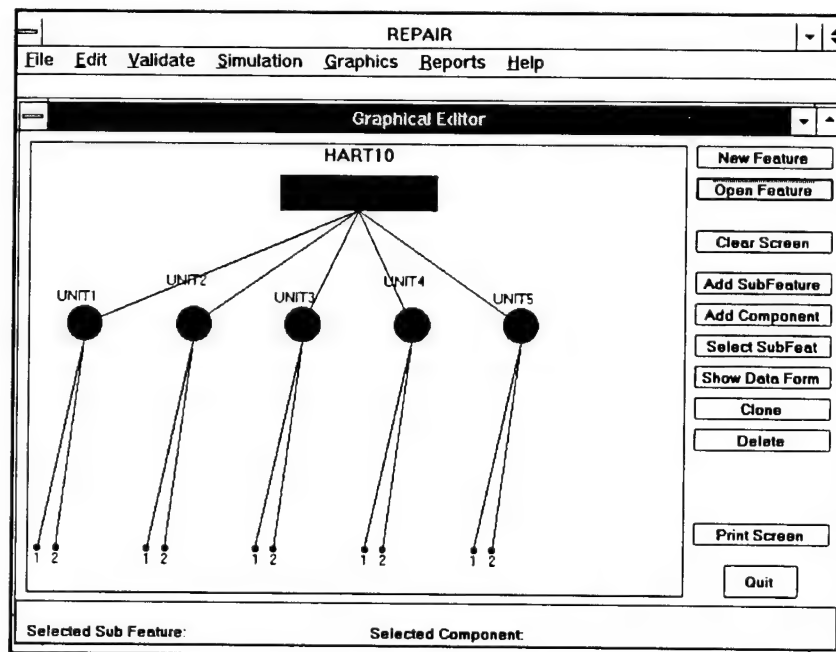 REPAIR
File Edit Validate Simulation Graphics Reports Help
Graphical Editor
HART10
UNIT1
UNIT2
UNIT3
UNIT4
UNIT5
1 2 1 2 1 2 1 2 1 2
New Feature
Open Feature
Clear Screen
Add SubFeature
Add Component
Select SubFeat
Show Data Form
Clone
Delete
Print Screen
Quit
Selected Sub Feature: Selected Component: